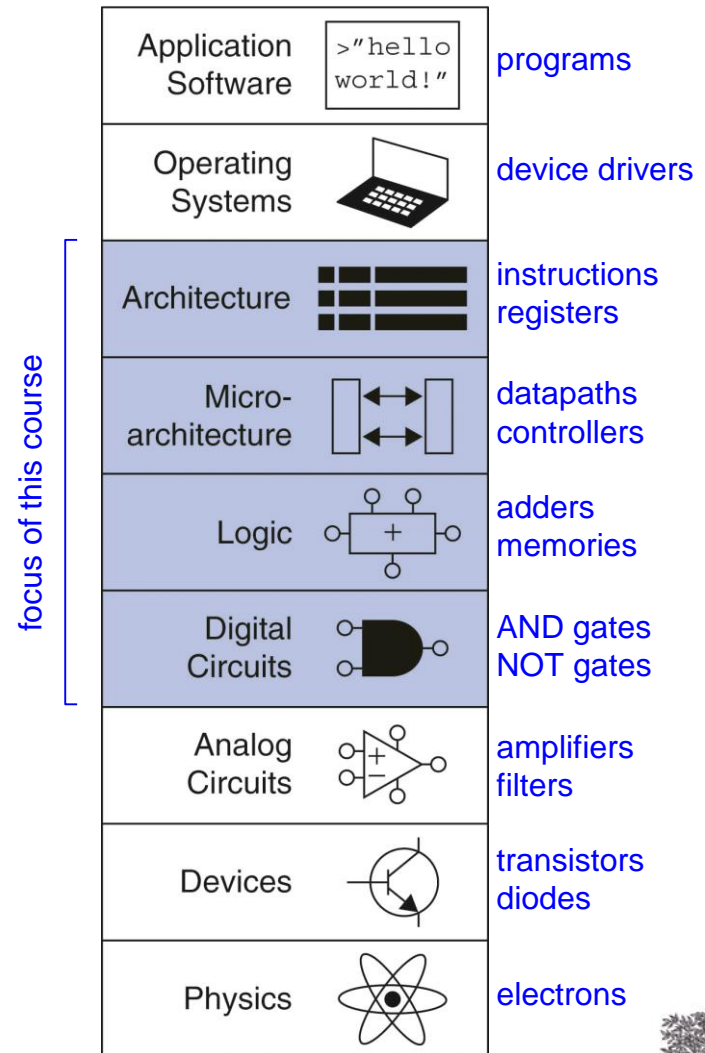 Application
Software
>"hello
world!"
programs
Operating
Systems
device drivers
focus of this course
Architecture
instructions
registers
Micro-
architecture
datapaths
controllers
Logic
+
adders
memories
Digital
Circuits
AND gates
NOT gates
Analog
Circuits
+
−
amplifiers
filters
Devices
transistors
diodes
Physics
electrons